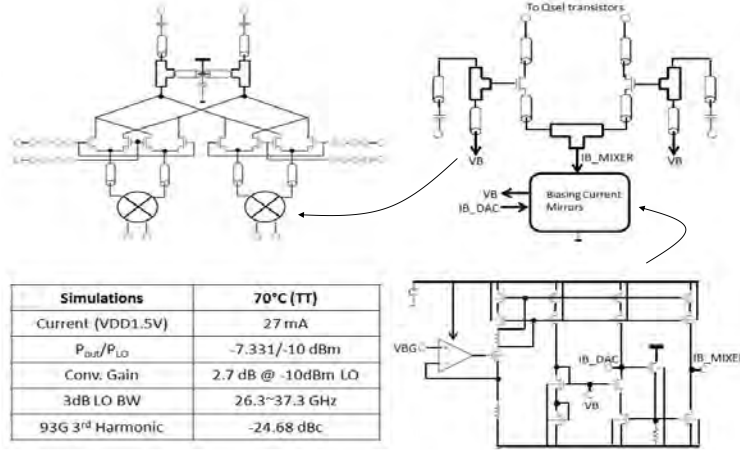 To Qsel transistors
VB
VB
IB_MIXER
VB
IB_DAC
Biasing Current
Mirrors
Simulations 70°C (TT)
Current (VDD1.5V) 27 mA
Pout/PLO -7.331/-10 dBm
Conv. Gain 2.7 dB @ -10dBm LO
3dB LO BW 26.3~37.3 GHz
93G 3rd Harmonic -24.68 dBc
VBG
IB_DAC
IB_MIXER
VB